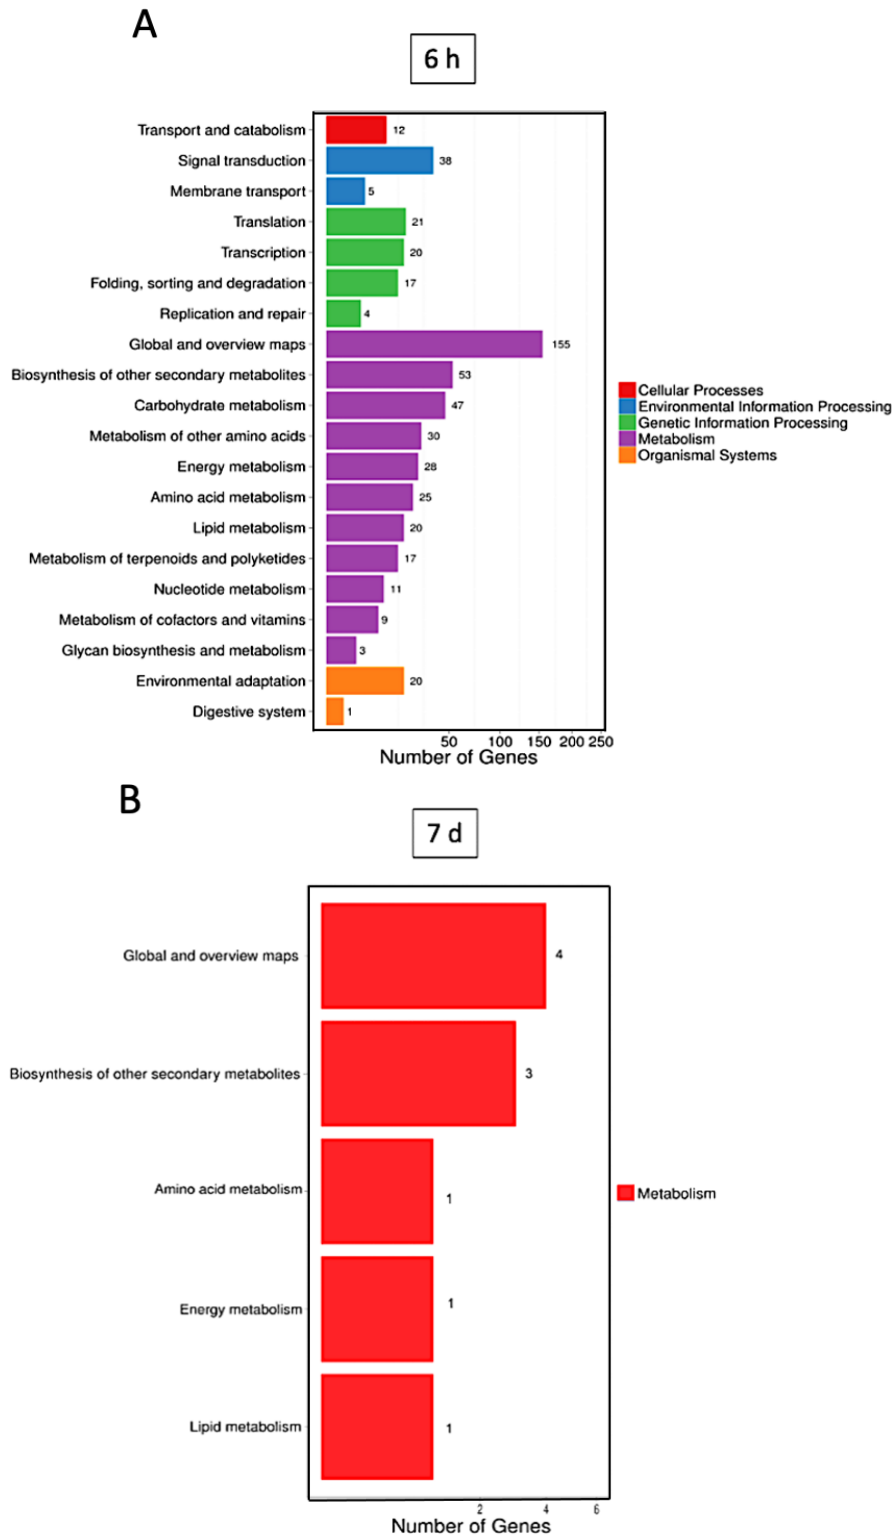 A
6 h
Transport and catabolism 12
Signal transduction 38
Membrane transport 5
Translation 21
Transcription 20
Folding, sorting and degradation 17
Replication and repair 4
Global and overview maps 155
Biosynthesis of other secondary metabolites 53
Carbohydrate metabolism 47
Metabolism of other amino acids 30
Energy metabolism 28
Amino acid metabolism 25
Lipid metabolism 20
Metabolism of terpenoids and polyketides 17
Nucleotide metabolism 11
Metabolism of cofactors and vitamins 9
Glycan biosynthesis and metabolism 3
Environmental adaptation 20
Digestive system 1
50 100 150 200 250
Number of Genes
Cellular Processes
Environmental Information Processing
Genetic Information Processing
Metabolism
Organismal Systems
B
7 d
Global and overview maps 4
Biosynthesis of other secondary metabolites 3
Amino acid metabolism 1
Energy metabolism 1
Lipid metabolism 1
2 4 6
Number of Genes
Metabolism